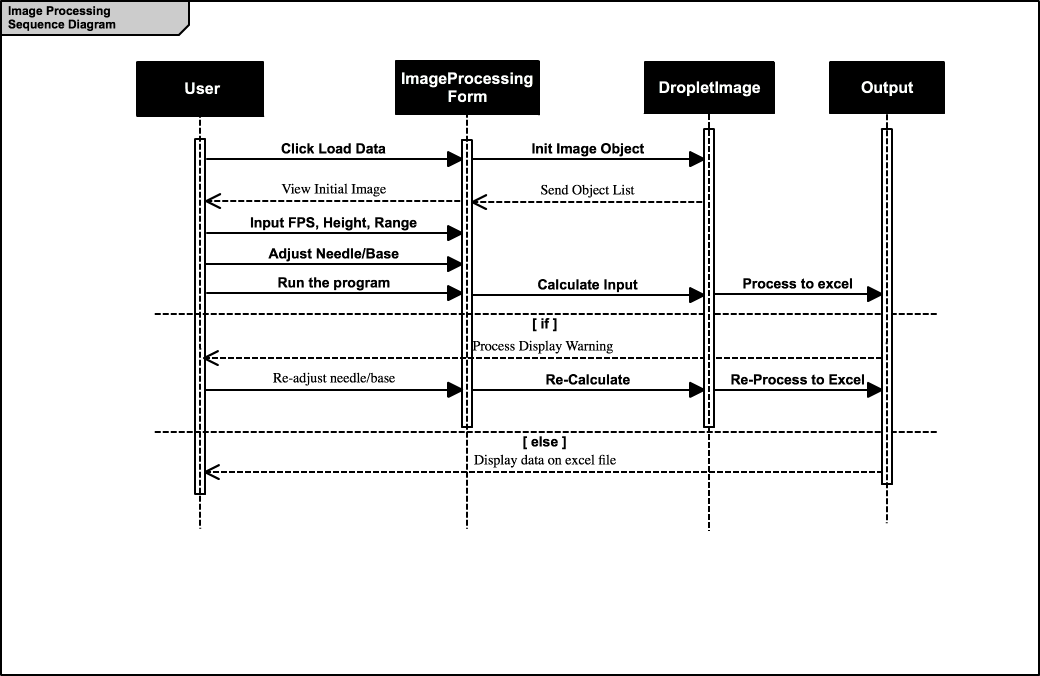 Image Processing
Sequence Diagram
User
ImageProcessing
Form
DropletImage
Output
Click Load Data
Init Image Object
View Initial Image
Send Object List
Input FPS, Height, Range
Adjust Needle/Base
Run the program
Calculate Input
Process to excel
[ if ]
Process Display Warning
Re-adjust needle/base
Re-Calculate
Re-Process to Excel
[ else ]
Display data on excel file